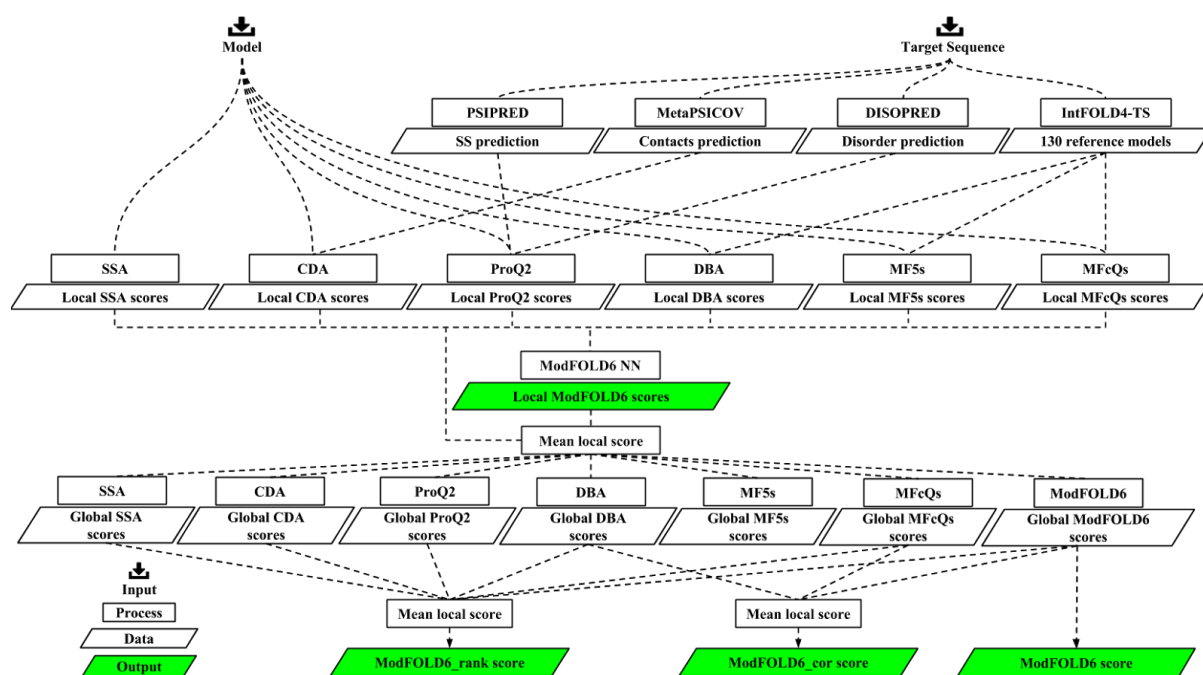 Model
Target Sequence
PSIPRED
MetaPSICOV
DISOPRED
IntFOLD4-TS
SS prediction
Contacts prediction
Disorder prediction
130 reference models
SSA
CDA
ProQ2
DBA
MF5s
MFcQs
Local SSA scores
Local CDA scores
Local ProQ2 scores
Local DBA scores
Local MF5s scores
Local MFcQs scores
ModFOLD6 NN
Local ModFOLD6 scores
Mean local score
SSA
CDA
ProQ2
DBA
MF5s
MFcQs
ModFOLD6
Global SSA
scores
Global CDA
scores
Global ProQ2
scores
Global DBA
scores
Global MF5s
scores
Global MFcQs
scores
Global ModFOLD6
scores
Input
Process
Data
Output
Mean local score
Mean local score
ModFOLD6_rank score
ModFOLD6_cor score
ModFOLD6 score